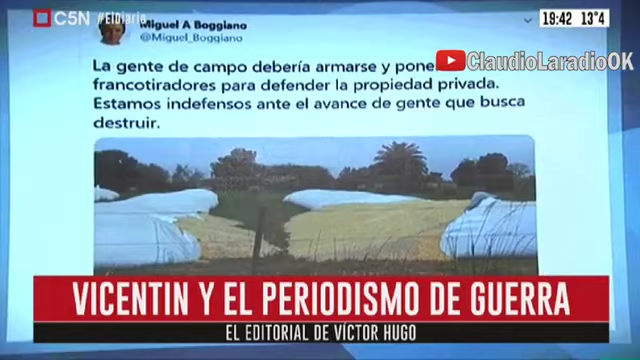 C5N #ElDiario
19:42 13°4
Miguel A Boggiano
@Miguel_Boggiano
ClaudioLaradioOK
La gente de campo debería armarse y
francotiradores para defender la propiedad privada.
Estamos indefensos ante el avance de gente que busca
destruir.
VICENTIN Y EL PERIODISMO DE GUERRA
EL EDITORIAL DE VÍCTOR HUGO